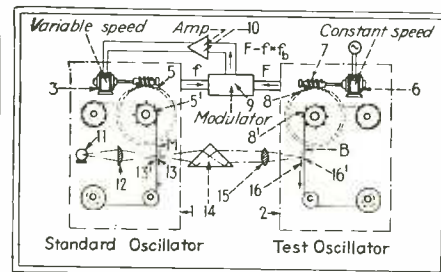 Variable speed
Amp
10
F-f=fb
7
Constant speed
3
5
f
F
8
6
5'
9
8'
Modulator
11
M
B
12
13'
13
14
15
16
16'
1
2
Standard Oscillator
Test Oscillator